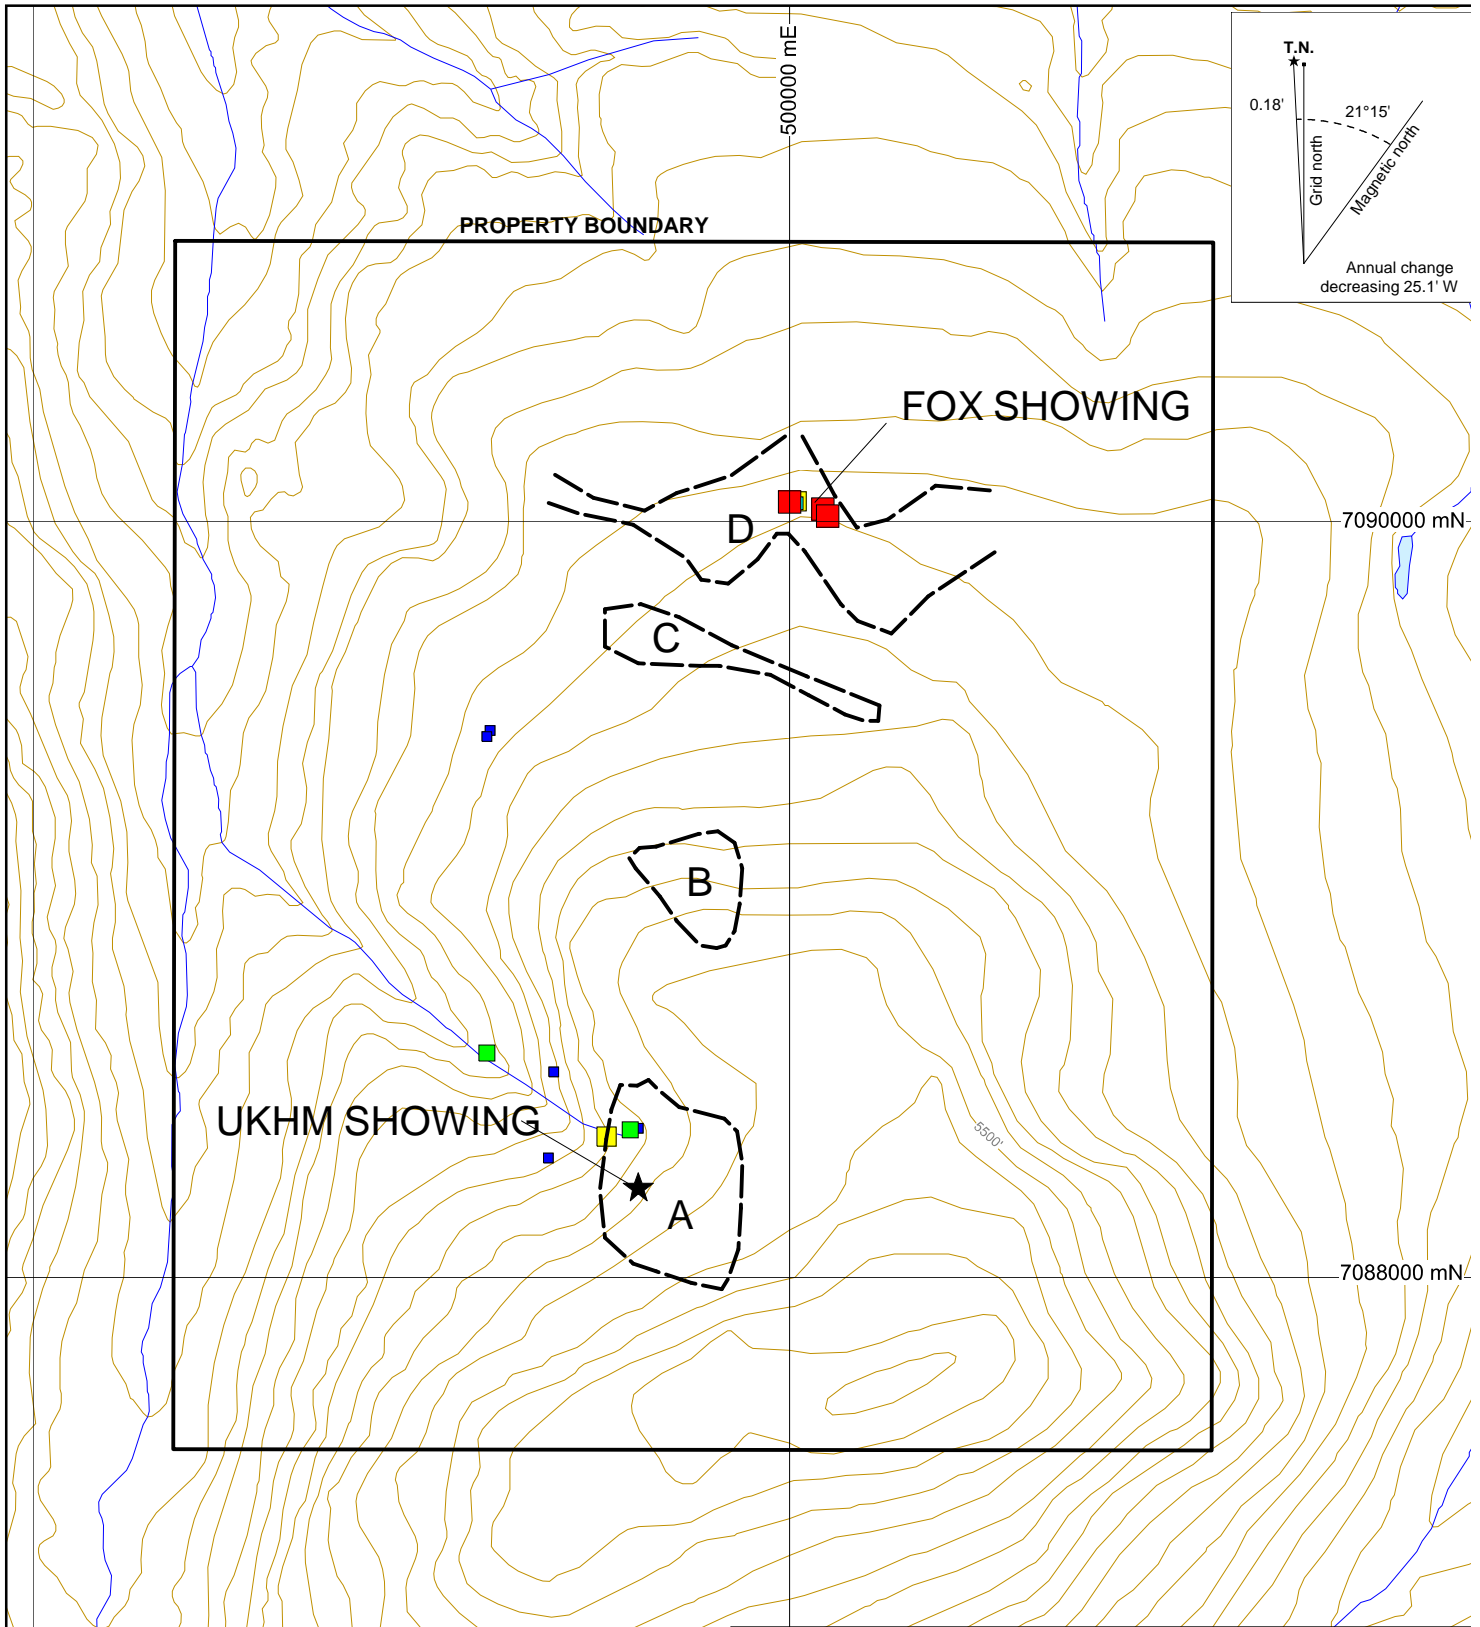 500000 mE
T.N.
0.18'
21°15'
Grid north
Magnetic north
Annual change
decreasing 25.1' W
PROPERTY BOUNDARY
FOX SHOWING
D
7090000 mN
C
B
UKHM SHOWING
5500'
A
7088000 mN